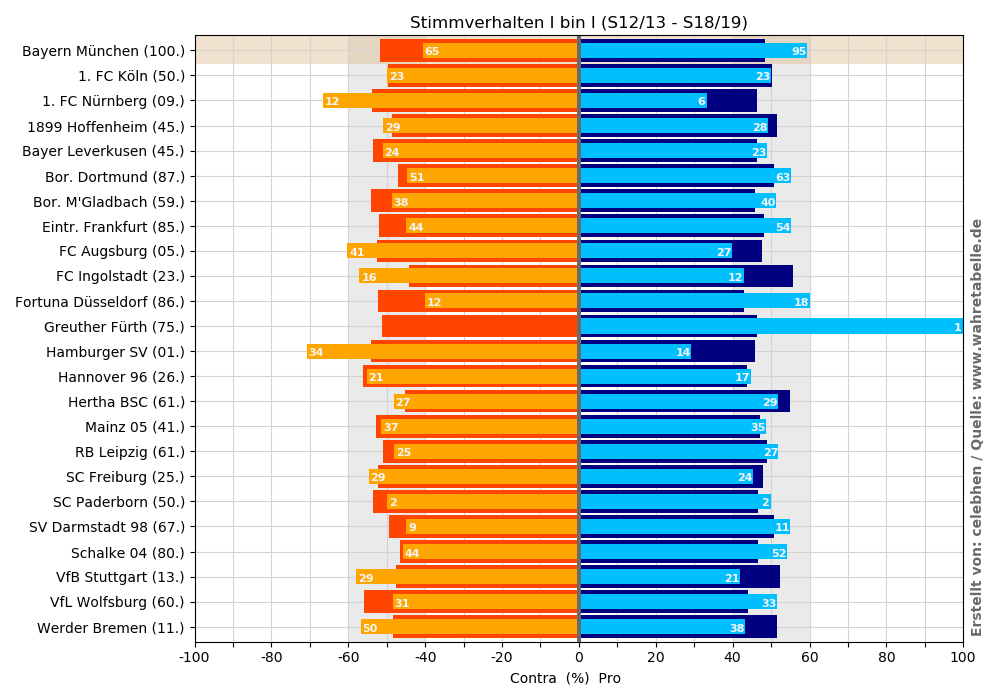 Stimmverhalten I bin I (S12/13 - S18/19)
Bayern München (100.) 65 95
1. FC Köln (50.) 23 23
1. FC Nürnberg (09.) 12 6
1899 Hoffenheim (45.) 29 28
Bayer Leverkusen (45.) 24 23
Bor. Dortmund (87.) 51 63
Bor. M'Gladbach (59.) 38 40
Eintr. Frankfurt (85.) 44 54
FC Augsburg (05.) 41 27
FC Ingolstadt (23.) 16 12
Fortuna Düsseldorf (86.) 12 18
Greuther Fürth (75.) 1
Hamburger SV (01.) 34 14
Hannover 96 (26.) 21 17
Hertha BSC (61.) 27 29
Mainz 05 (41.) 37 35
RB Leipzig (61.) 25 27
SC Freiburg (25.) 29 24
SC Paderborn (50.) 2 2
SV Darmstadt 98 (67.) 9 11
Schalke 04 (80.) 44 52
VfB Stuttgart (13.) 29 21
VfL Wolfsburg (60.) 31 33
Werder Bremen (11.) 50 38
-100 -80 -60 -40 -20 0 20 40 60 80 100
Contra (%) Pro
Erstellt von: celebhen / Quelle: www.wahretabelle.de